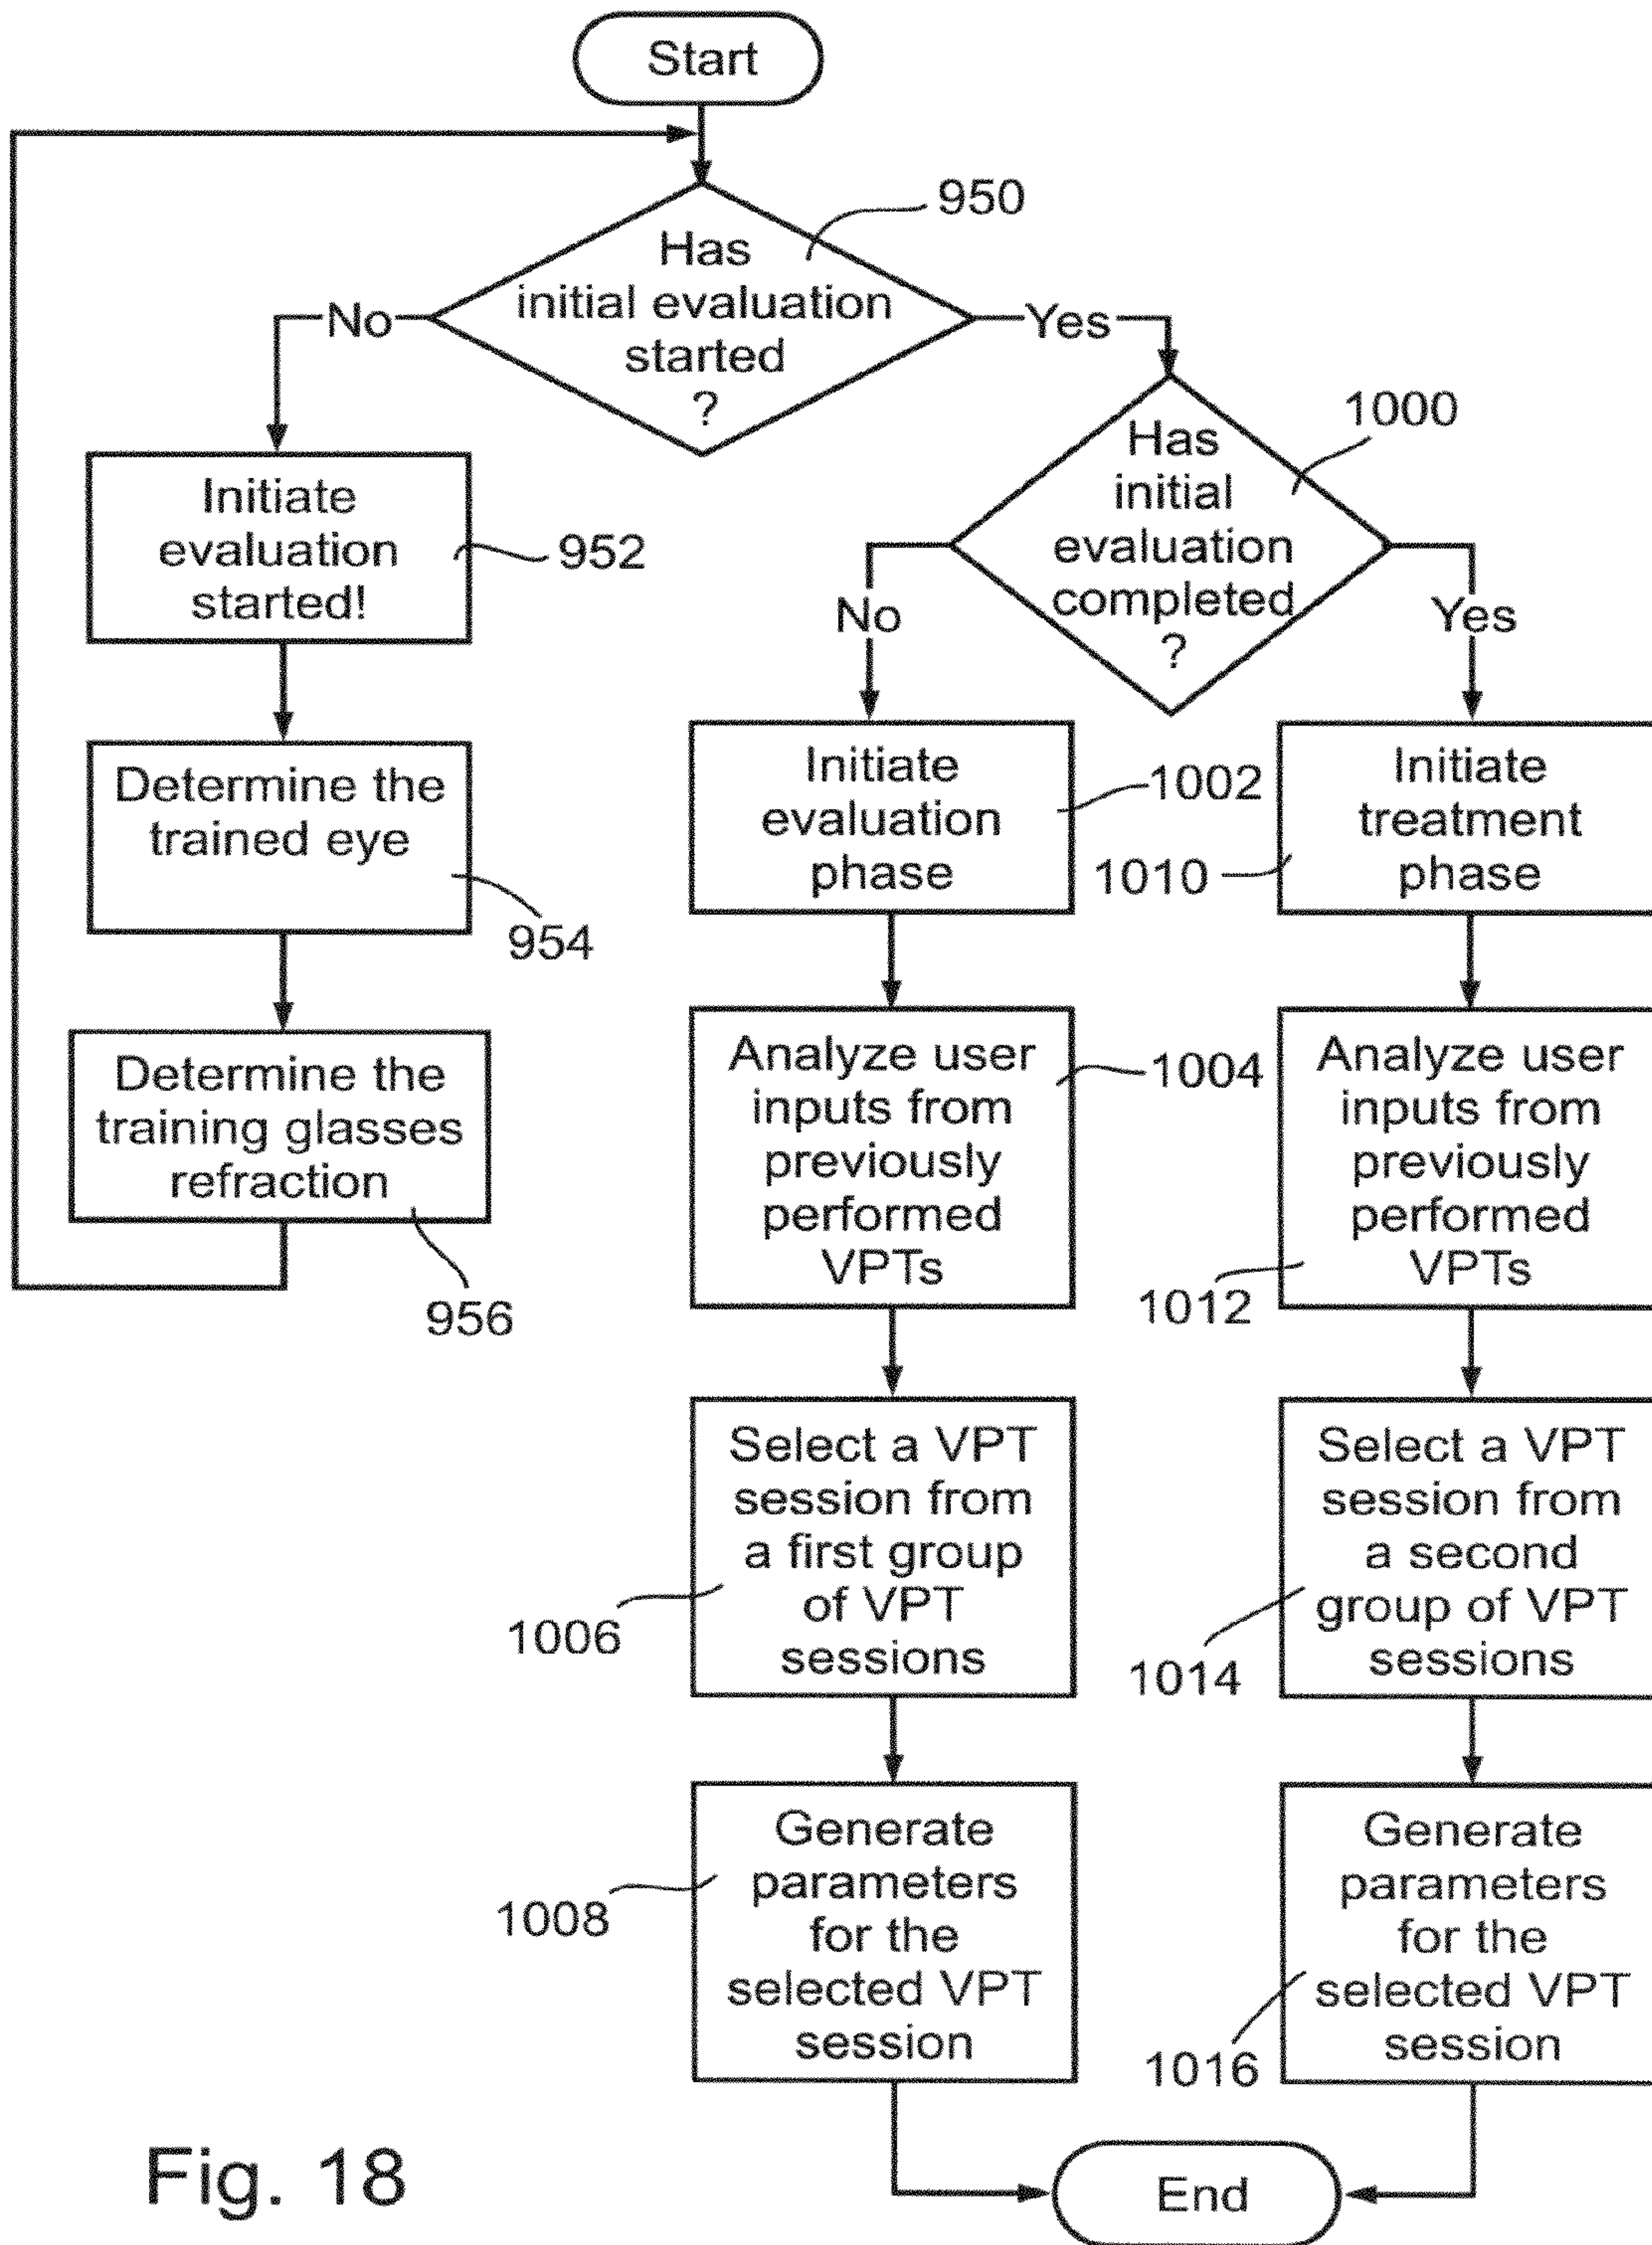 Start
950
Has
initial evaluation
started
?
No
Yes
1000
Has
initial
evaluation
completed
?
No
Yes
Initiate
evaluation
started!
952
Determine the
trained eye
954
Determine the
training glasses
refraction
956
Initiate
evaluation
phase
1002
Initiate
treatment
phase
1010
Analyze user
inputs from
previously
performed
VPTs
1004
Analyze user
inputs from
previously
performed
VPTs
1012
Select a VPT
session from
a first group
of VPT
sessions
1006
Select a VPT
session from
a second
group of VPT
sessions
1014
Generate
parameters
for the
selected VPT
session
1008
Generate
parameters
for the
selected VPT
session
1016
End
Fig. 18